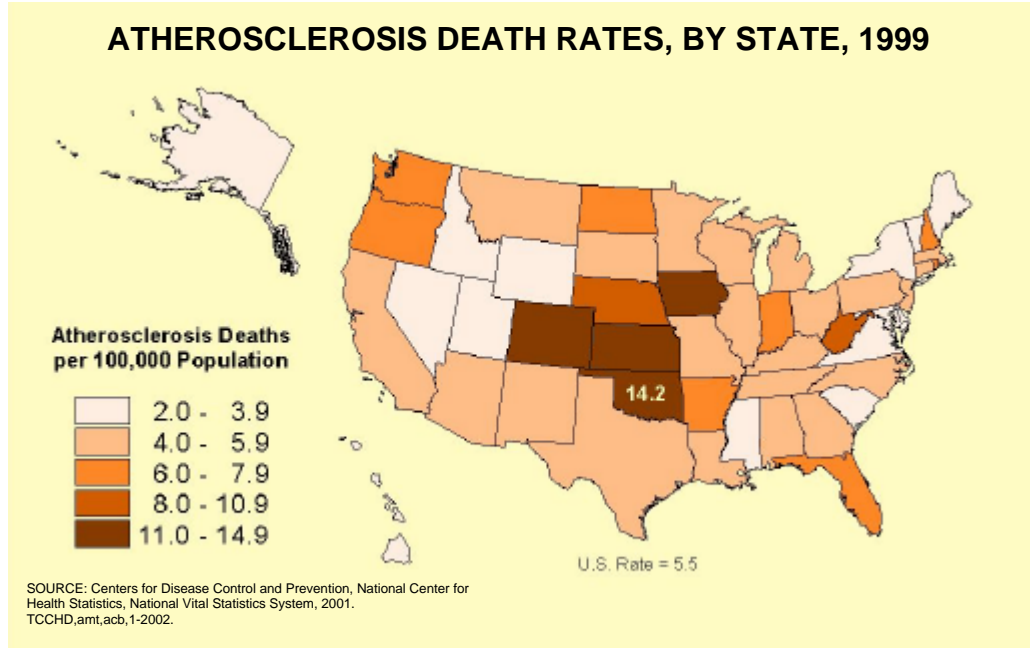 ATHEROSCLEROSIS DEATH RATES, BY STATE, 1999
Atherosclerosis Deaths
per 100,000 Population
2.0 - 3.9
4.0 - 5.9
6.0 - 7.9
8.0 - 10.9
11.0 - 14.9
14.2
U.S. Rate = 5.5
SOURCE: Centers for Disease Control and Prevention, National Center for
Health Statistics, National Vital Statistics System, 2001.
TCCHD,amt,acb,1-2002.